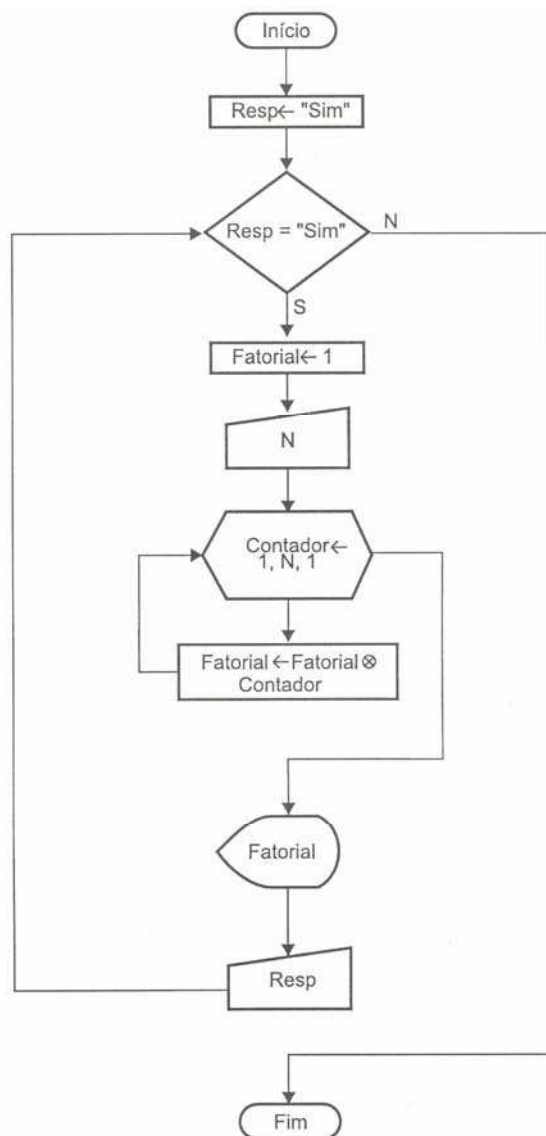 Início
Resp← "Sim"
Resp = "Sim"
N
S
Fatorial← 1
N
Contador←
1, N, 1
Fatorial←Fatorial⊗
Contador
Fatorial
Resp
Fim